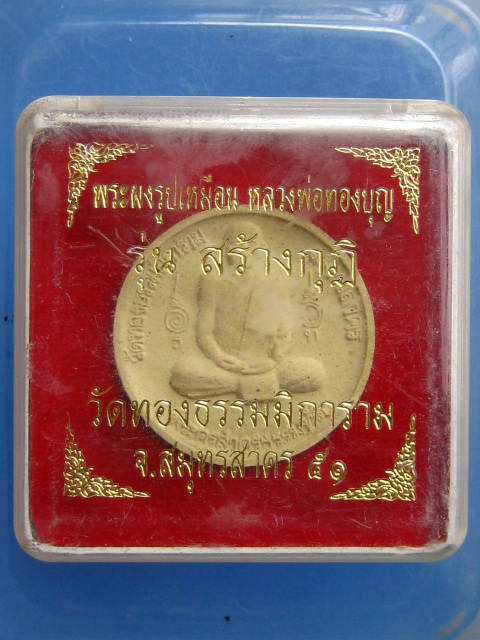 พระผงรูปเหมือน หลวงพ่อทองบุญ
รุ่น สร้างกุฏิ
วัดทองธรรมมิการาม
จ.สมุทรสาคร ๕๑